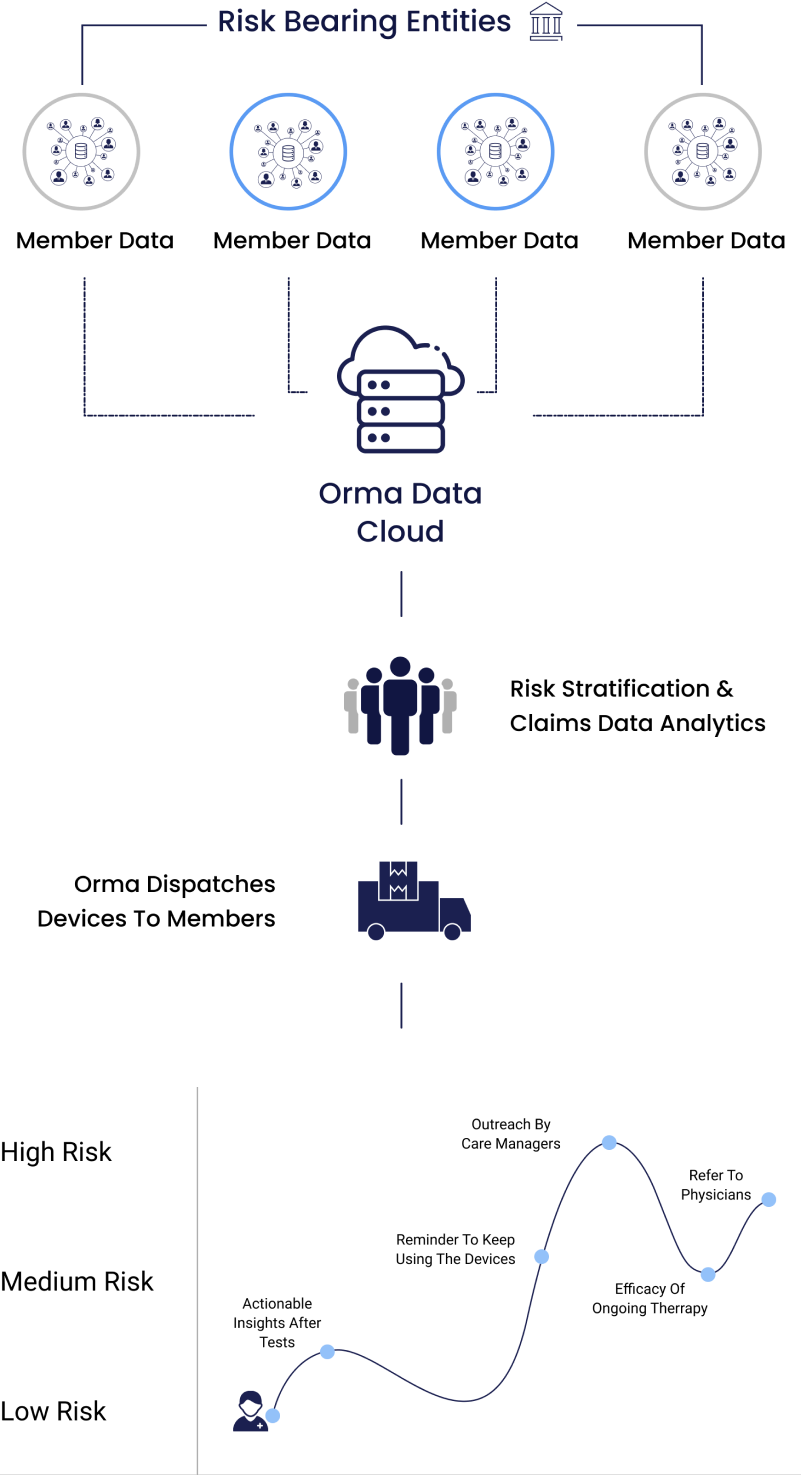 Risk Bearing Entities
Member Data
Member Data
Member Data
Member Data
Orma Data
Cloud
Risk Stratification &
Claims Data Analytics
Orma Dispatches
Devices To Members
High Risk
Outreach By
Care Managers
Refer To
Physicians
Reminder To Keep
Using The Devices
Medium Risk
Efficacy Of
Ongoing Therrapy
Actionable
Insights After
Tests
Low Risk